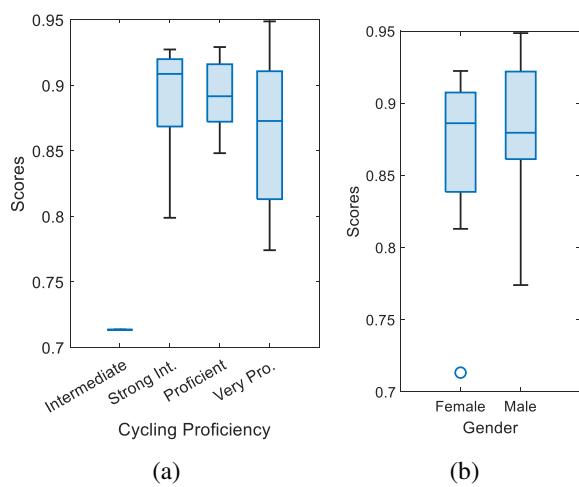 0.95
0.9
0.85
0.8
0.75
0.7
Scores
Intermediate
Strong Int.
Proficient
Very Pro.
Cycling Proficiency
(a)
0.95
0.9
0.85
0.8
0.75
0.7
Scores
Female Male
Gender
(b)